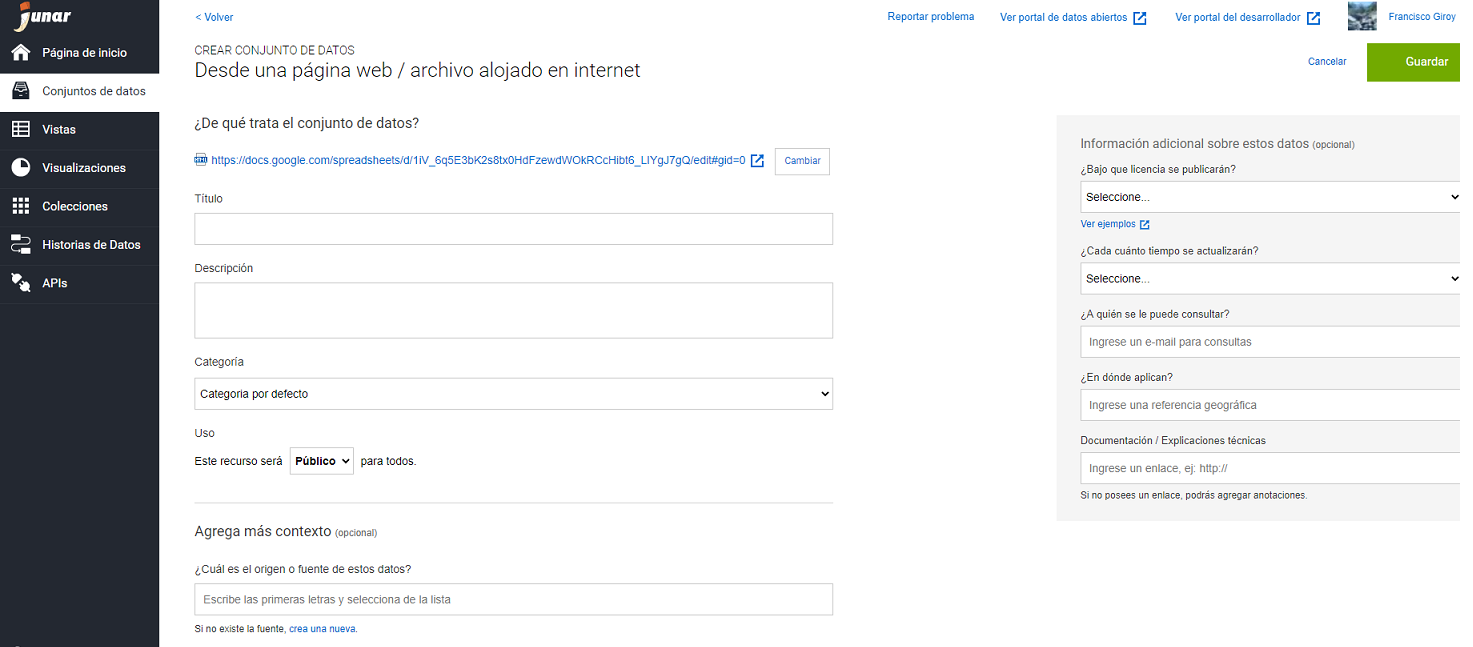 junar
Página de inicio
Conjuntos de datos
Vistas
Visualizaciones
Colecciones
Historias de Datos
APIs
< Volver
Reportar problema
Ver portal de datos abiertos
Ver portal del desarrollador
Francisco Giroy
CREAR CONJUNTO DE DATOS
Desde una página web / archivo alojado en internet
Cancelar
Guardar
¿De qué trata el conjunto de datos?
https://docs.google.com/spreadsheets/d/1iV_6q5E3bK2s8tx0HdFzewdWOkRCcHibt6_LIYgJ7gQ/edit#gid=0
Cambiar
Título
Descripción
Categoría
Categoria por defecto
Uso
Este recurso será Público para todos.
Agrega más contexto (opcional)
¿Cuál es el origen o fuente de estos datos?
Escribe las primeras letras y selecciona de la lista
Si no existe la fuente, crea una nueva.
Información adicional sobre estos datos (opcional)
¿Bajo que licencia se publicarán?
Seleccione...
Ver ejemplos
¿Cada cuánto tiempo se actualizarán?
Seleccione...
¿A quién se le puede consultar?
Ingrese un e-mail para consultas
¿En dónde aplican?
Ingrese una referencia geográfica
Documentación / Explicaciones técnicas
Ingrese un enlace, ej: http://
Si no posees un enlace, podrás agregar anotaciones.